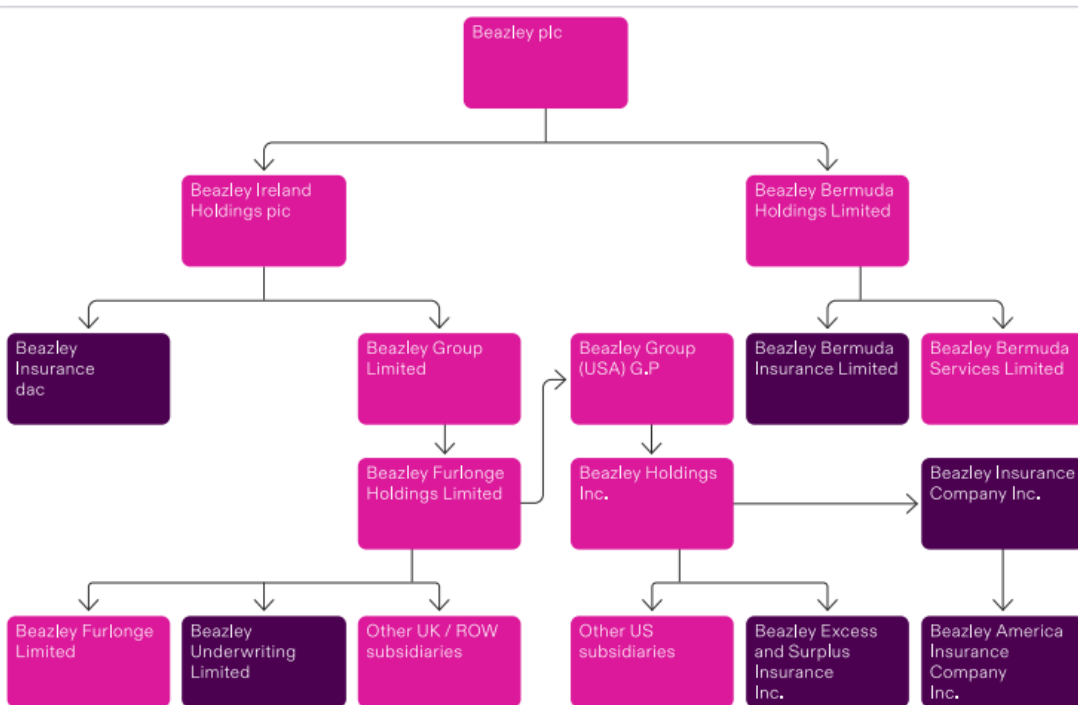 Beazley plc
Beazley Ireland
Holdings pic
Beazley Bermuda
Holdings Limited
Beazley
Insurance
dac
Beazley Group
Limited
Beazley Group
(USA) G.P
Beazley Bermuda
Insurance Limited
Beazley Bermuda
Services Limited
Beazley Furlonge
Holdings Limited
Beazley Holdings
Inc.
Beazley Insurance
Company Inc.
Beazley Furlonge
Limited
Beazley
Underwriting
Limited
Other UK / ROW
subsidiaries
Other US
subsidiaries
Beazley Excess
and Surplus
Insurance
Inc.
Beazley America
Insurance
Company
Inc.